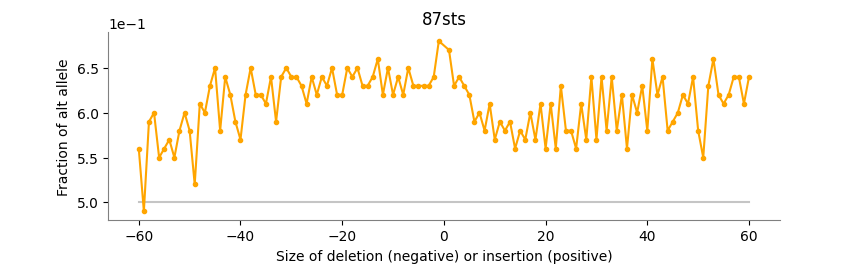 87sts
1e−1
Fraction of alt allele
6.5
6.0
5.5
5.0
−60 −40 −20 0 20 40 60
Size of deletion (negative) or insertion (positive)